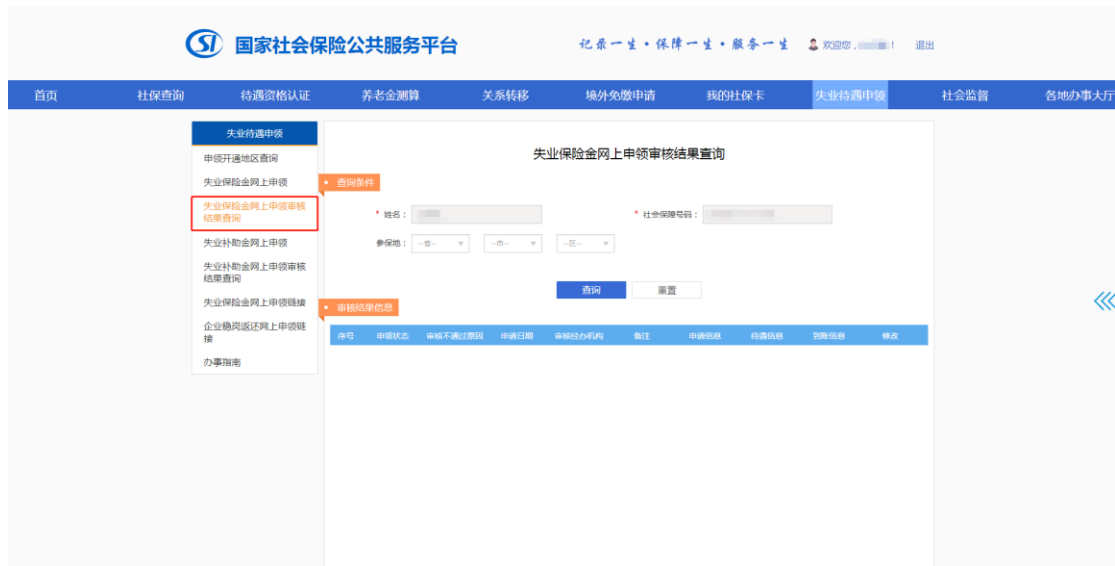 SI 国家社会保险公共服务平台 记录一生·保障一生·服务一生 欢迎您, ! 退出
首页 社保查询 待遇资格认证 养老金测算 关系转移 境外免缴申请 我的社保卡 失业待遇申领 社会监督 各地办事大厅
失业待遇申领
申领开通地区查询
失业保险金网上申领
失业保险金网上申领审核
结果查询
失业补助金网上申领
失业补助金网上申领审核
结果查询
失业保险金网上申领链接
企业稳岗返还网上申领链
接
办事指南
失业保险金网上申领审核结果查询
• 查询条件
* 姓名: * 社会保障号码:
参保地: --省-- --市-- --区--
查询 重置
• 审核结果信息
序号 申领状态 审核不通过原因 申请日期 审核经办机构 备注 申请信息 待遇信息 到账信息 修改